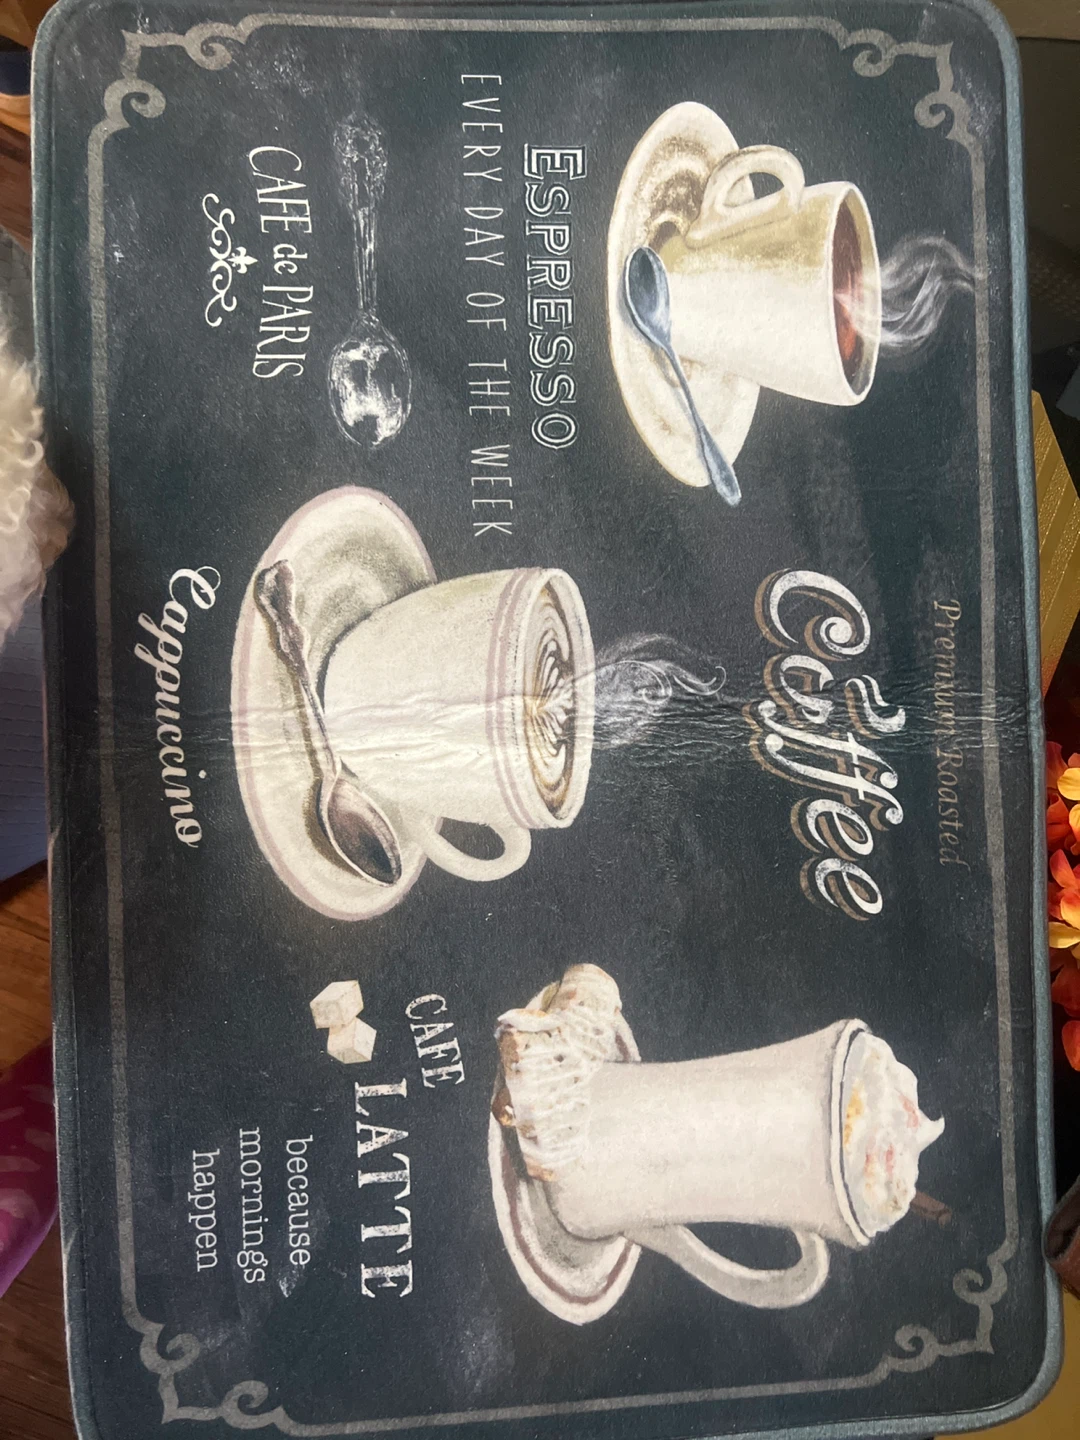 Premium Roasted
Coffee
ESPRESSO
EVERY DAY OF THE WEEK
CAFE de PARIS
Cappuccino
CAFE
LATTE
because
mornings
happen